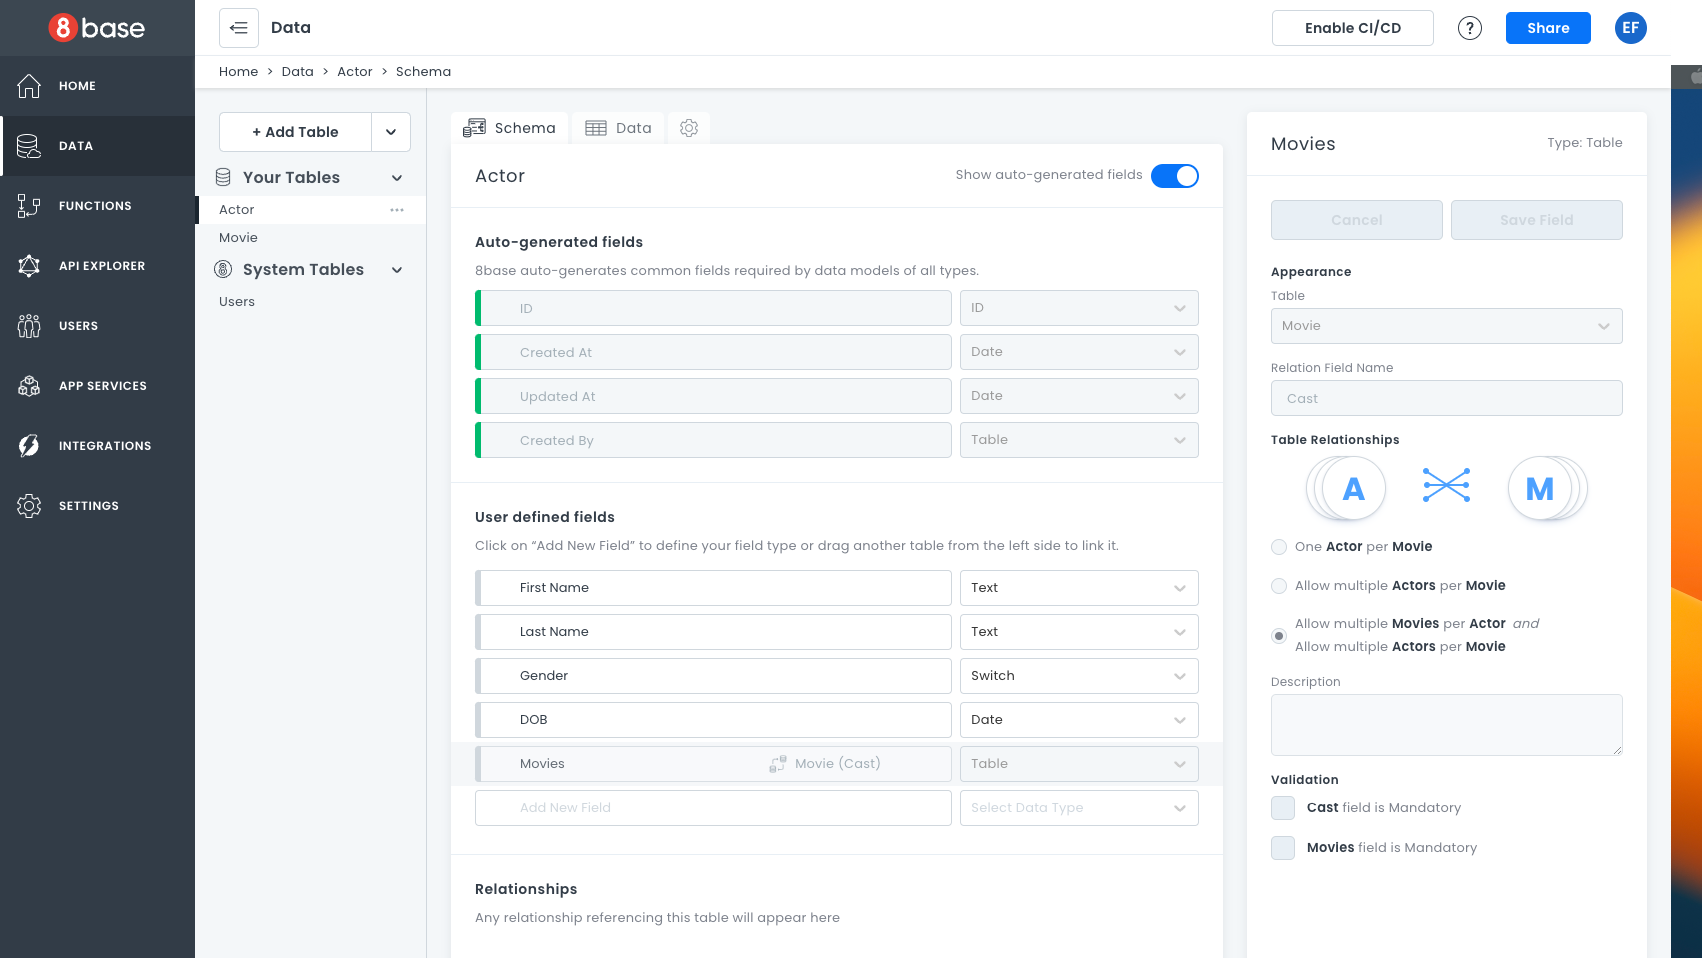 8base
HOME
DATA
FUNCTIONS
API EXPLORER
USERS
APP SERVICES
INTEGRATIONS
SETTINGS
Data
Enable CI/CD
?
Share
EF
Home > Data > Actor > Schema
+ Add Table
Your Tables
Actor
Movie
8 System Tables
Users
Schema
Data
Actor
Show auto-generated fields
Auto-generated fields
8base auto-generates common fields required by data models of all types.
ID ID
Created At Date
Updated At Date
Created By Table
User defined fields
Click on “Add New Field” to define your field type or drag another table from the left side to link it.
First Name Text
Last Name Text
Gender Switch
DOB Date
Movies Movie (Cast) Table
Add New Field Select Data Type
Relationships
Any relationship referencing this table will appear here
Movies
Type: Table
Cancel
Save Field
Appearance
Table
Movie
Relation Field Name
Cast
Table Relationships
A M
One Actor per Movie
Allow multiple Actors per Movie
Allow multiple Movies per Actor and
Allow multiple Actors per Movie
Description
Validation
Cast field is Mandatory
Movies field is Mandatory